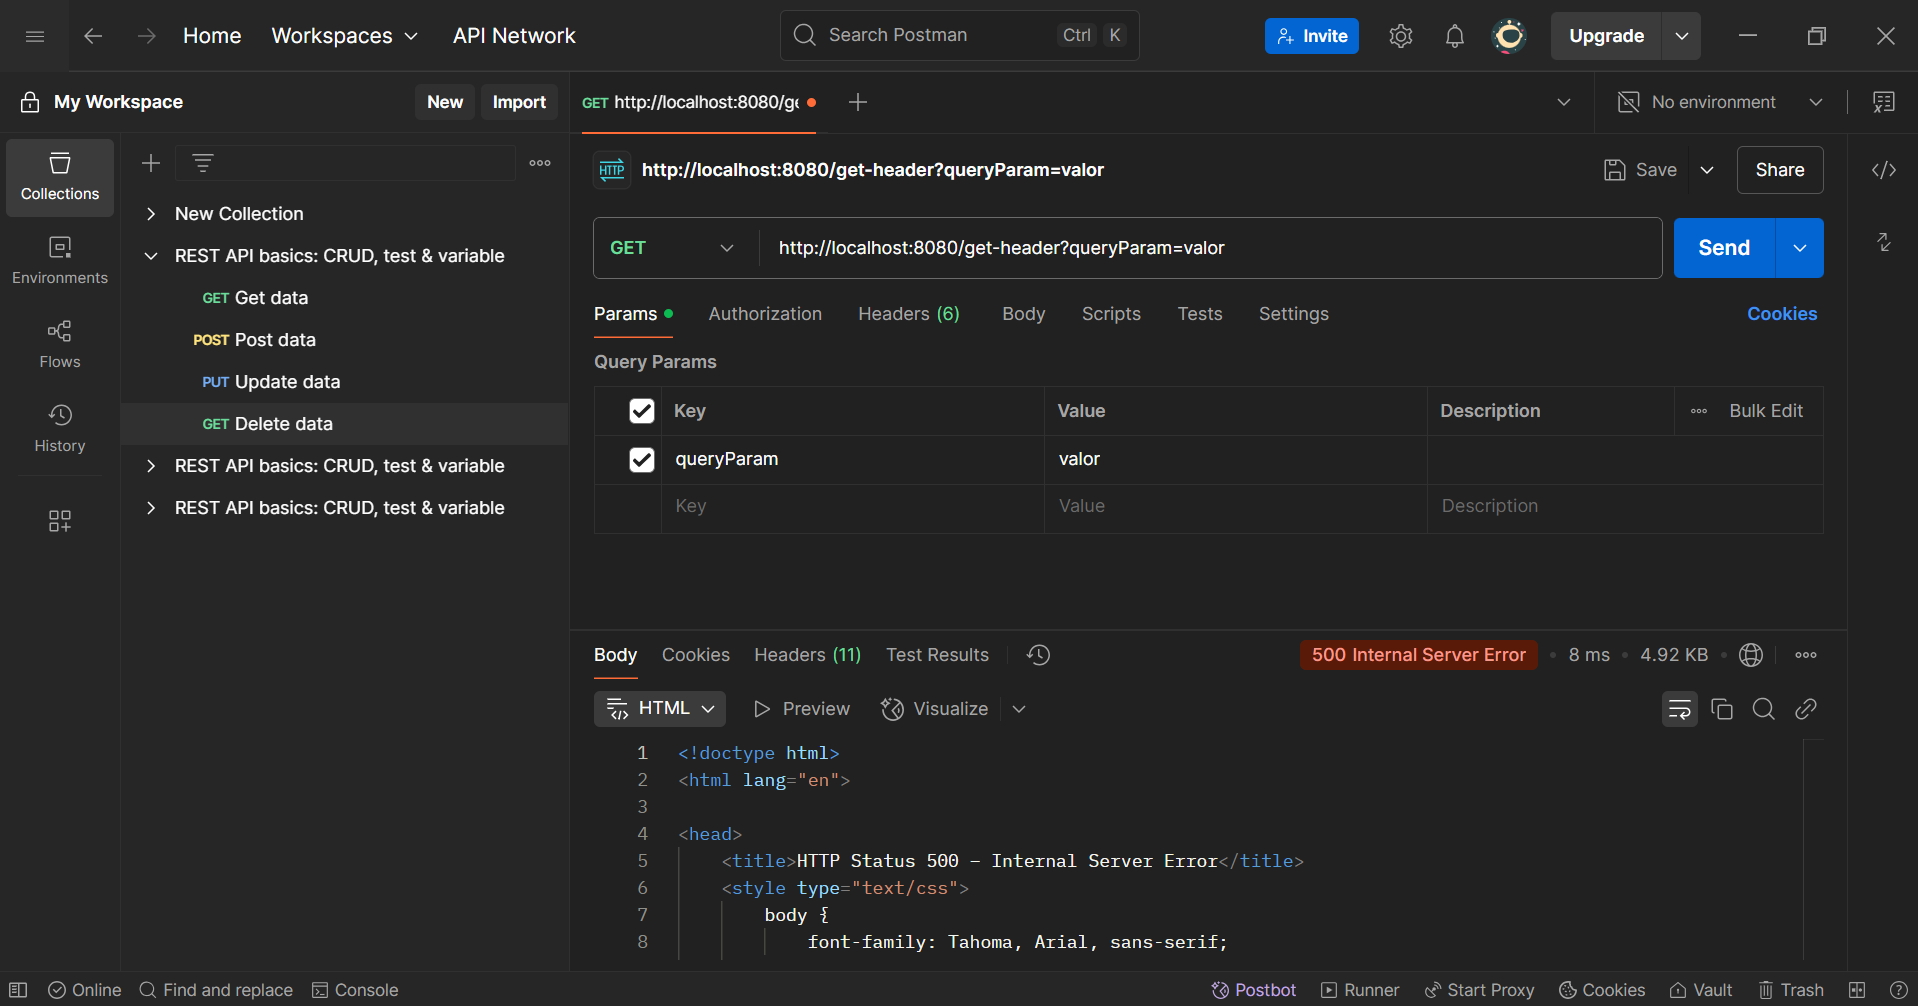 Home Workspaces API Network Search Postman Ctrl K Invite Upgrade
My Workspace New Import GET http://localhost:8080/ge No environment
Collections
Environments
Flows
History
New Collection
REST API basics: CRUD, test & variable
GET Get data
POST Post data
PUT Update data
GET Delete data
REST API basics: CRUD, test & variable
REST API basics: CRUD, test & variable
HTTP http://localhost:8080/get-header?queryParam=valor Save Share
GET http://localhost:8080/get-header?queryParam=valor Send
Params Authorization Headers (6) Body Scripts Tests Settings Cookies
Query Params
Key Value Description Bulk Edit
queryParam valor
Key Value Description
Body Cookies Headers (11) Test Results 500 Internal Server Error 8 ms 4.92 KB
HTML Preview Visualize
1 <!doctype html>
2 <html lang="en">
3
4 <head>
5 <title>HTTP Status 500 – Internal Server Error</title>
6 <style type="text/css">
7 body {
8 font-family: Tahoma, Arial, sans-serif;
Online Find and replace Console Postbot Runner Start Proxy Cookies Vault Trash